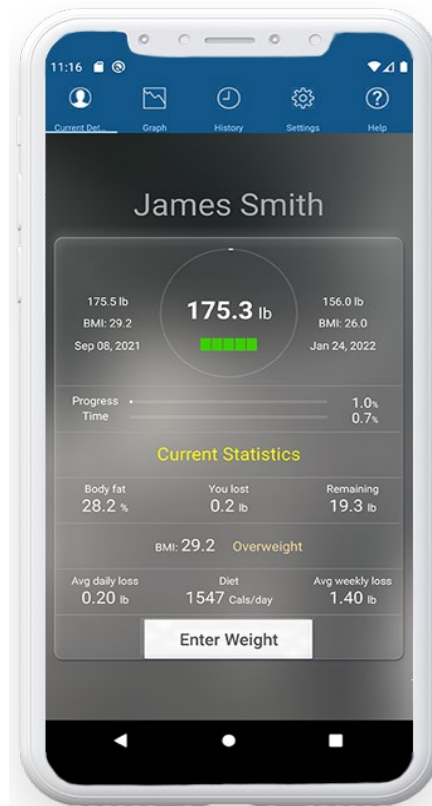 11:16
Current Det...
Graph
History
Settings
Help
James Smith
175.5 lb
BMI: 29.2
Sep 08, 2021
175.3 lb
156.0 lb
BMI: 26.0
Jan 24, 2022
Progress 1.0%
Time 0.7%
Current Statistics
Body fat You lost Remaining
28.2 % 0.2 lb 19.3 lb
BMI: 29.2 Overweight
Avg daily loss Diet Avg weekly loss
0.20 lb 1547 Cals/day 1.40 lb
Enter Weight